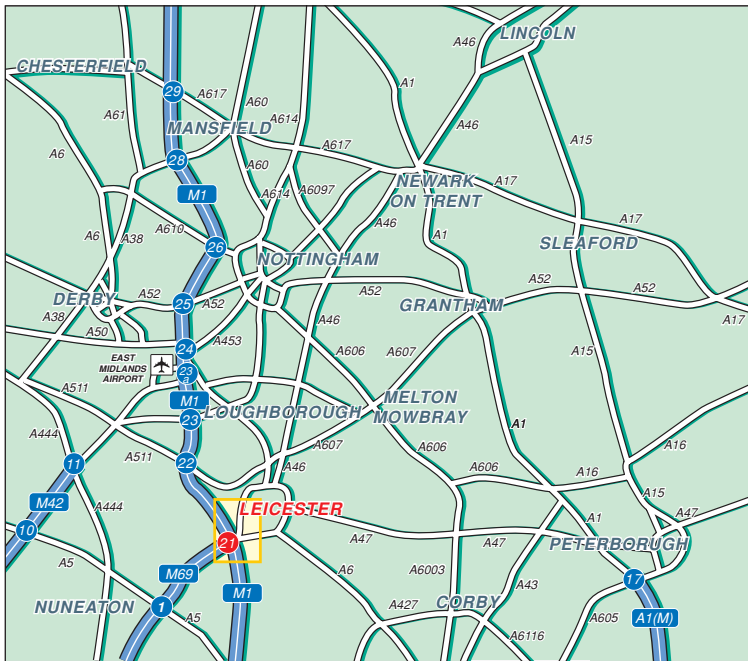 LINCOLN
A46
CHESTERFIELD
29
A617
A60
A1
A61
A614
MANSFIELD
A46
A15
A6
28
A617
A60
NEWARK
ON TRENT
A17
M1
A614
A6097
A46
A17
A6
A38
A610
26
A1
SLEAFORD
NOTTINGHAM
DERBY
A52
25
A52
A52
GRANTHAM
A52
A52
A38
A50
A46
A17
24
A453
A606
A607
A15
EAST
MIDLANDS
AIRPORT
23
a
A511
M1
MELTON
MOWBRAY
LOUGHBOROUGH
23
A444
A1
A511
A607
A606
11
22
A46
A606
A16
A16
M42
A444
LEICESTER
A15
A1
A47
10
21
A47
PETERBOROUGH
A5
M69
A6
A6003
A43
17
NUNEATON
1
M1
A427
CORBY
A605
A1(M)
A5
A6116